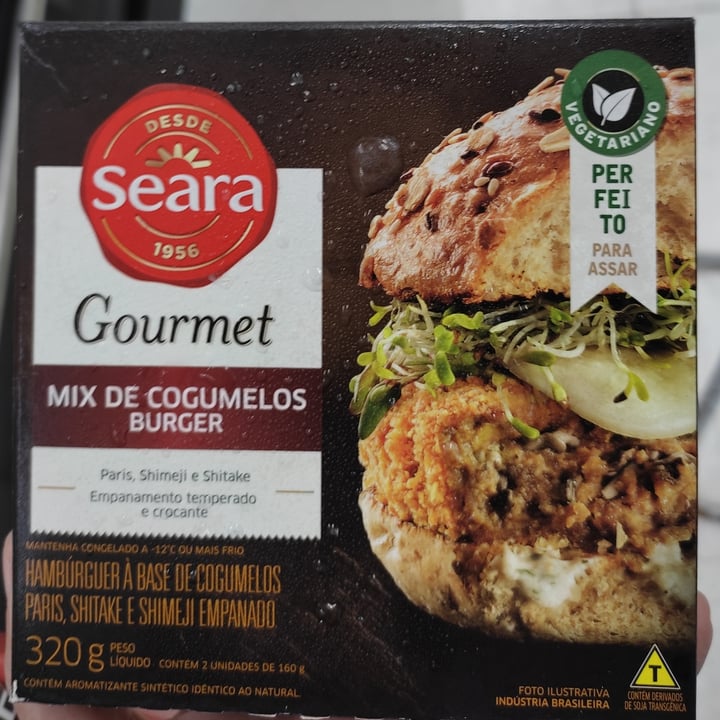 DESDE
Seara
1956
Gourmet
MIX DE COGUMELOS
BURGER
Paris, Shimeji e Shitake
Empanamento temperado
e crocante
MANTENHA CONGELADO A -12°C OU MAIS FRIO
HAMBÚRGUER À BASE DE COGUMELOS
PARIS, SHITAKE E SHIMEJI EMPANADO.
320 g PESO
LÍQUIDO CONTÉM 2 UNIDADES DE 160 g
CONTÉM AROMATIZANTE SINTÉTICO IDÊNTICO AO NATURAL.
VEGETARIANO
PER
FEI
TO
PARA
ASSAR
FOTO ILUSTRATIVA
INDÚSTRIA BRASILEIRA
T
CONTÉM DERIVADOS
DE SOJA TRANSGÊNICA